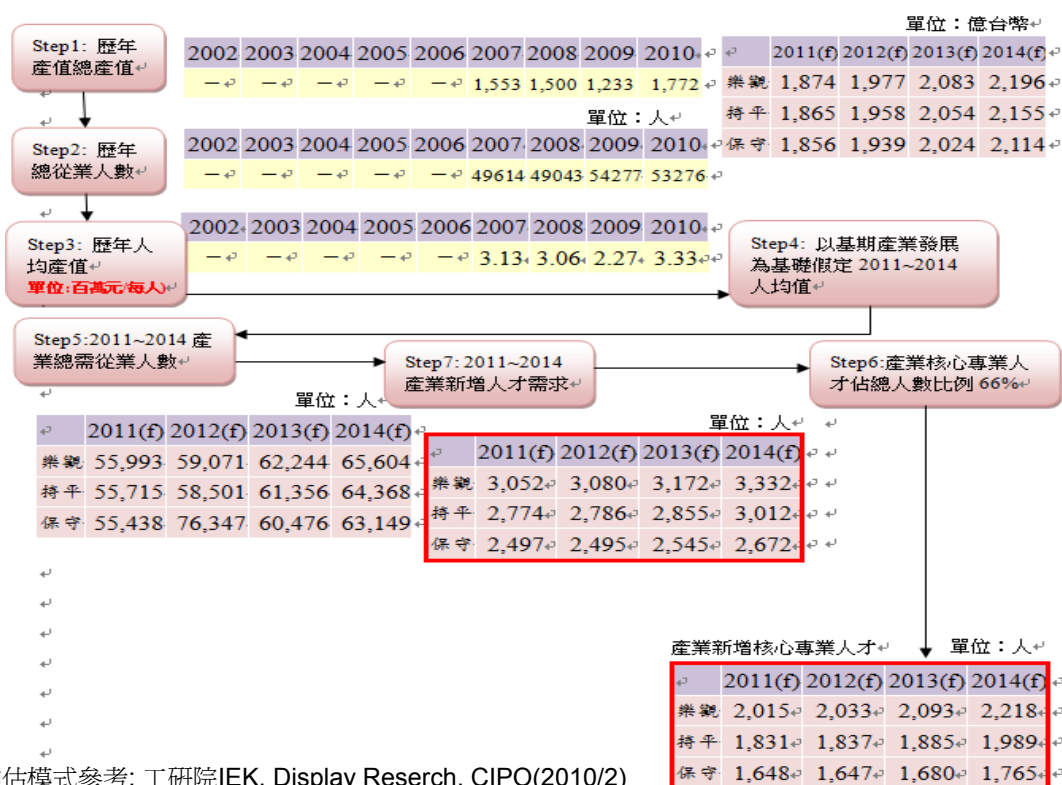 單位：億台幣
Step1: 歷年
產值總產值
2002 2003 2004 2005 2006 2007 2008 2009 2010
— — — — — 1,553 1,500 1,233 1,772
2011(f) 2012(f) 2013(f) 2014(f)
樂觀 1,874 1,977 2,083 2,196
持平 1,865 1,958 2,054 2,155
保守 1,856 1,939 2,024 2,114
單位：人
Step2: 歷年
總從業人數
2002 2003 2004 2005 2006 2007 2008 2009 2010
— — — — — 49614 49043 54277 53276
Step3: 歷年人
均產值
單位:百萬元/每人)
2002 2003 2004 2005 2006 2007 2008 2009 2010
— — — — — 3.13 3.06 2.27 3.33
Step4: 以基期產業發展
為基礎假定 2011~2014
人均值
Step5:2011~2014 產
業總需從業人數
Step7: 2011~2014
產業新增人才需求
Step6:產業核心專業人
才佔總人數比例 66%
單位：人
2011(f) 2012(f) 2013(f) 2014(f)
樂觀 55,993 59,071 62,244 65,604
持平 55,715 58,501 61,356 64,368
保守 55,438 76,347 60,476 63,149
單位：人
2011(f) 2012(f) 2013(f) 2014(f)
樂觀 3,052 3,080 3,172 3,332
持平 2,774 2,786 2,855 3,012
保守 2,497 2,495 2,545 2,672
產業新增核心專業人才 單位：人
2011(f) 2012(f) 2013(f) 2014(f)
樂觀 2,015 2,033 2,093 2,218
持平 1,831 1,837 1,885 1,989
保守 1,648 1,647 1,680 1,765
估模式參考: 工研院IEK, Display Reserch, CIPO(2010/2)